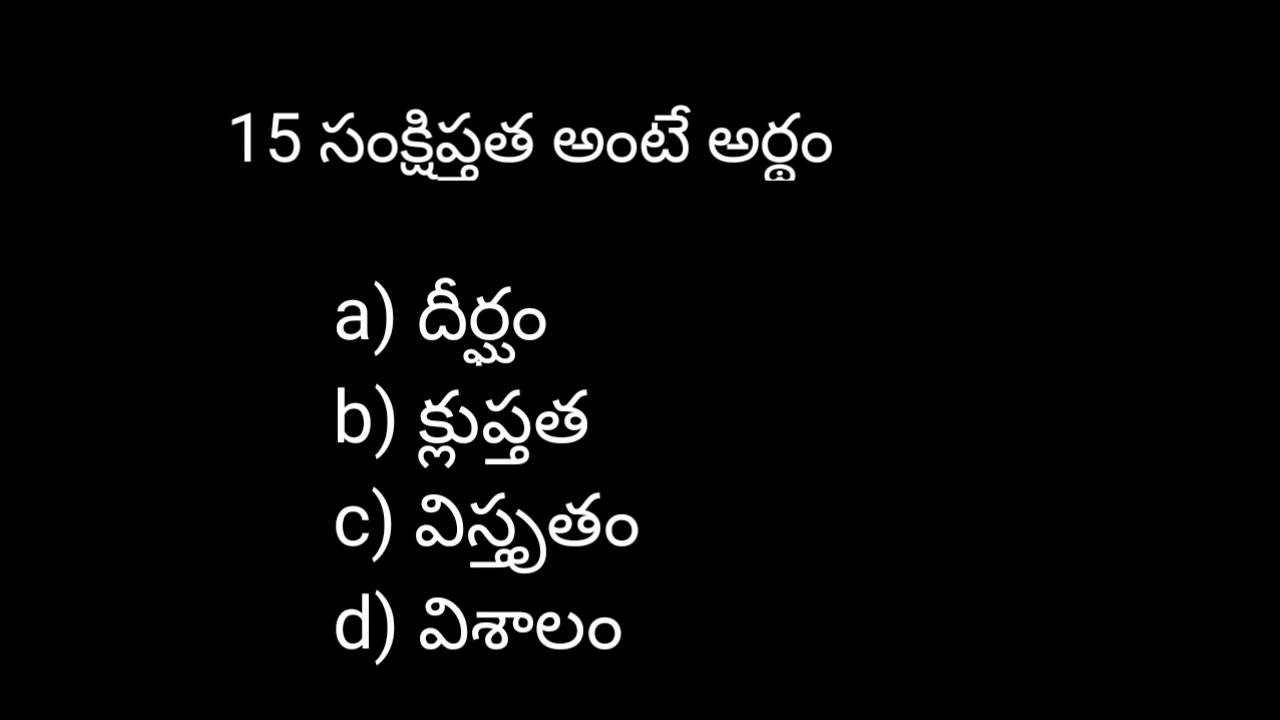 15 సంక్షిప్తత అంటే అర్థం
a) దీర్ఘం
b) క్లుప్తత
c) విస్తృతం
d) విశాలం